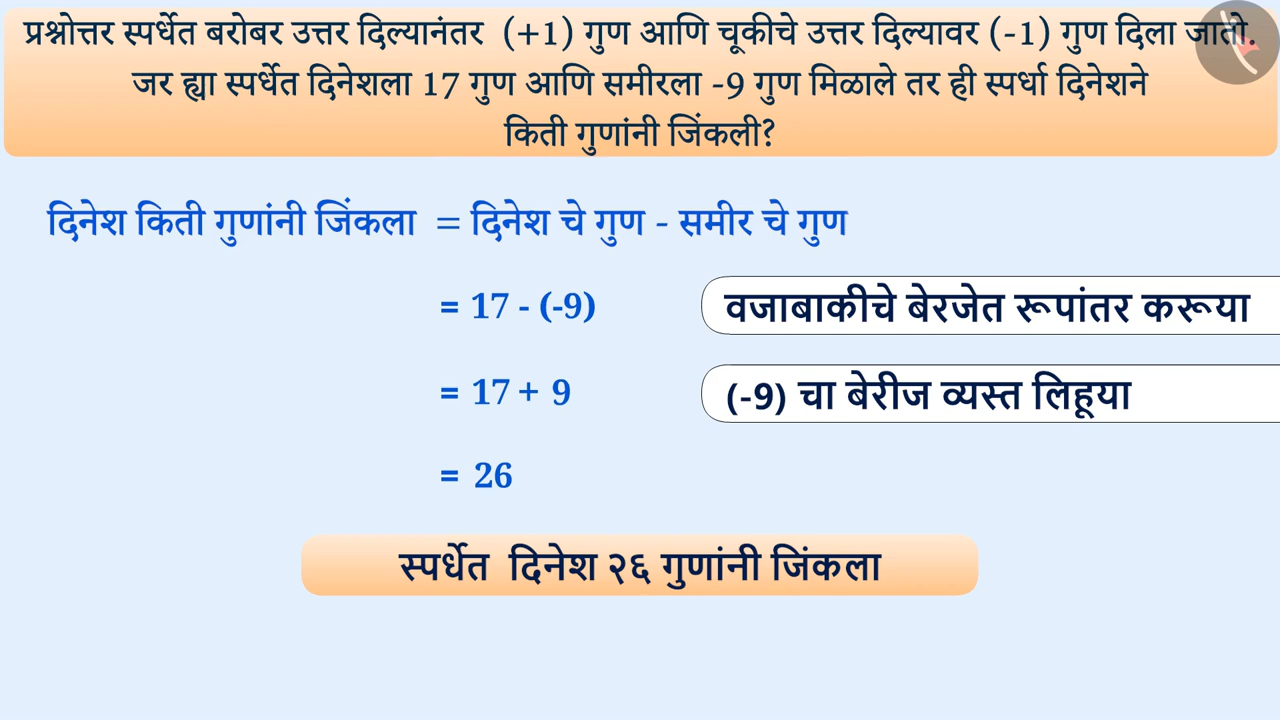 प्रश्नोत्तर स्पर्धेत बरोबर उत्तर दिल्यानंतर (+1) गुण आणि चूकीचे उत्तर दिल्यावर (-1) गुण दिला जातो.
जर ह्या स्पर्धेत दिनेशला 17 गुण आणि समीरला -9 गुण मिळाले तर ही स्पर्धा दिनेशने
किती गुणांनी जिंकली?
दिनेश किती गुणांनी जिंकला = दिनेश चे गुण - समीर चे गुण
= 17 - (-9) वजाबाकीचे बेरजेत रूपांतर करूया
= 17 + 9 (-9) चा बेरीज व्यस्त लिहूया
= 26
स्पर्धेत दिनेश २६ गुणांनी जिंकला